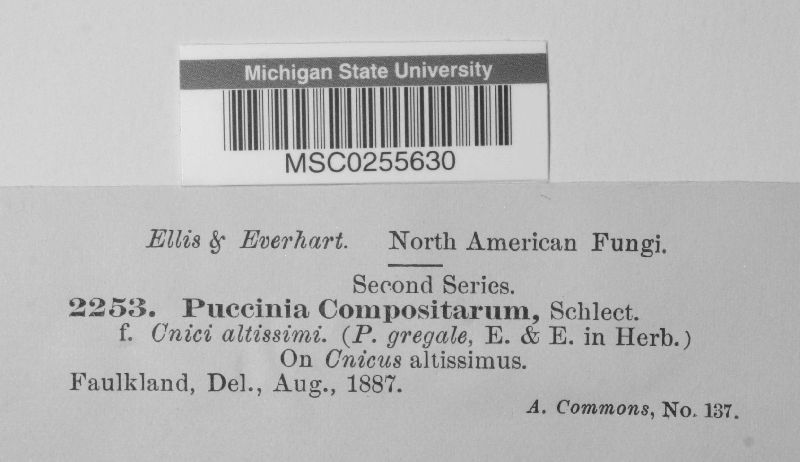 Michigan State University
MSC0255630
Ellis & Everhart. North American Fungi.
Second Series.
2253. Puccinia Compositarum, Schlect.
f. Cnici altissimi. (P. gregale, E. & E. in Herb.)
On Cnicus altissimus.
Faulkland, Del., Aug., 1887.
A. Commons, No. 137.